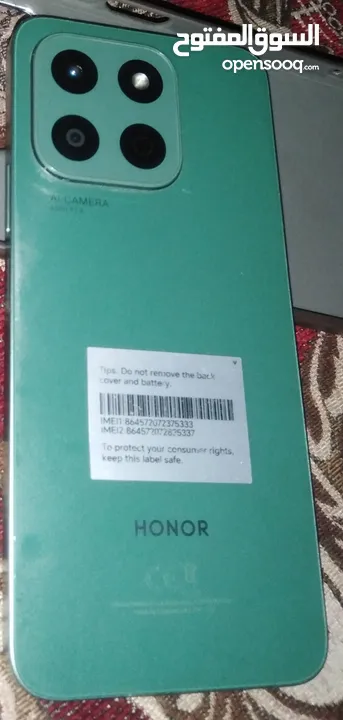 السوق المفتوح
opensooq.com
AI CAMERA
Tips: Do not remove the back
cover and battery.
IMEI1:864572072375333
IMEI2:864572072825337
To protect your consumer rights,
keep this label safe.
HONOR